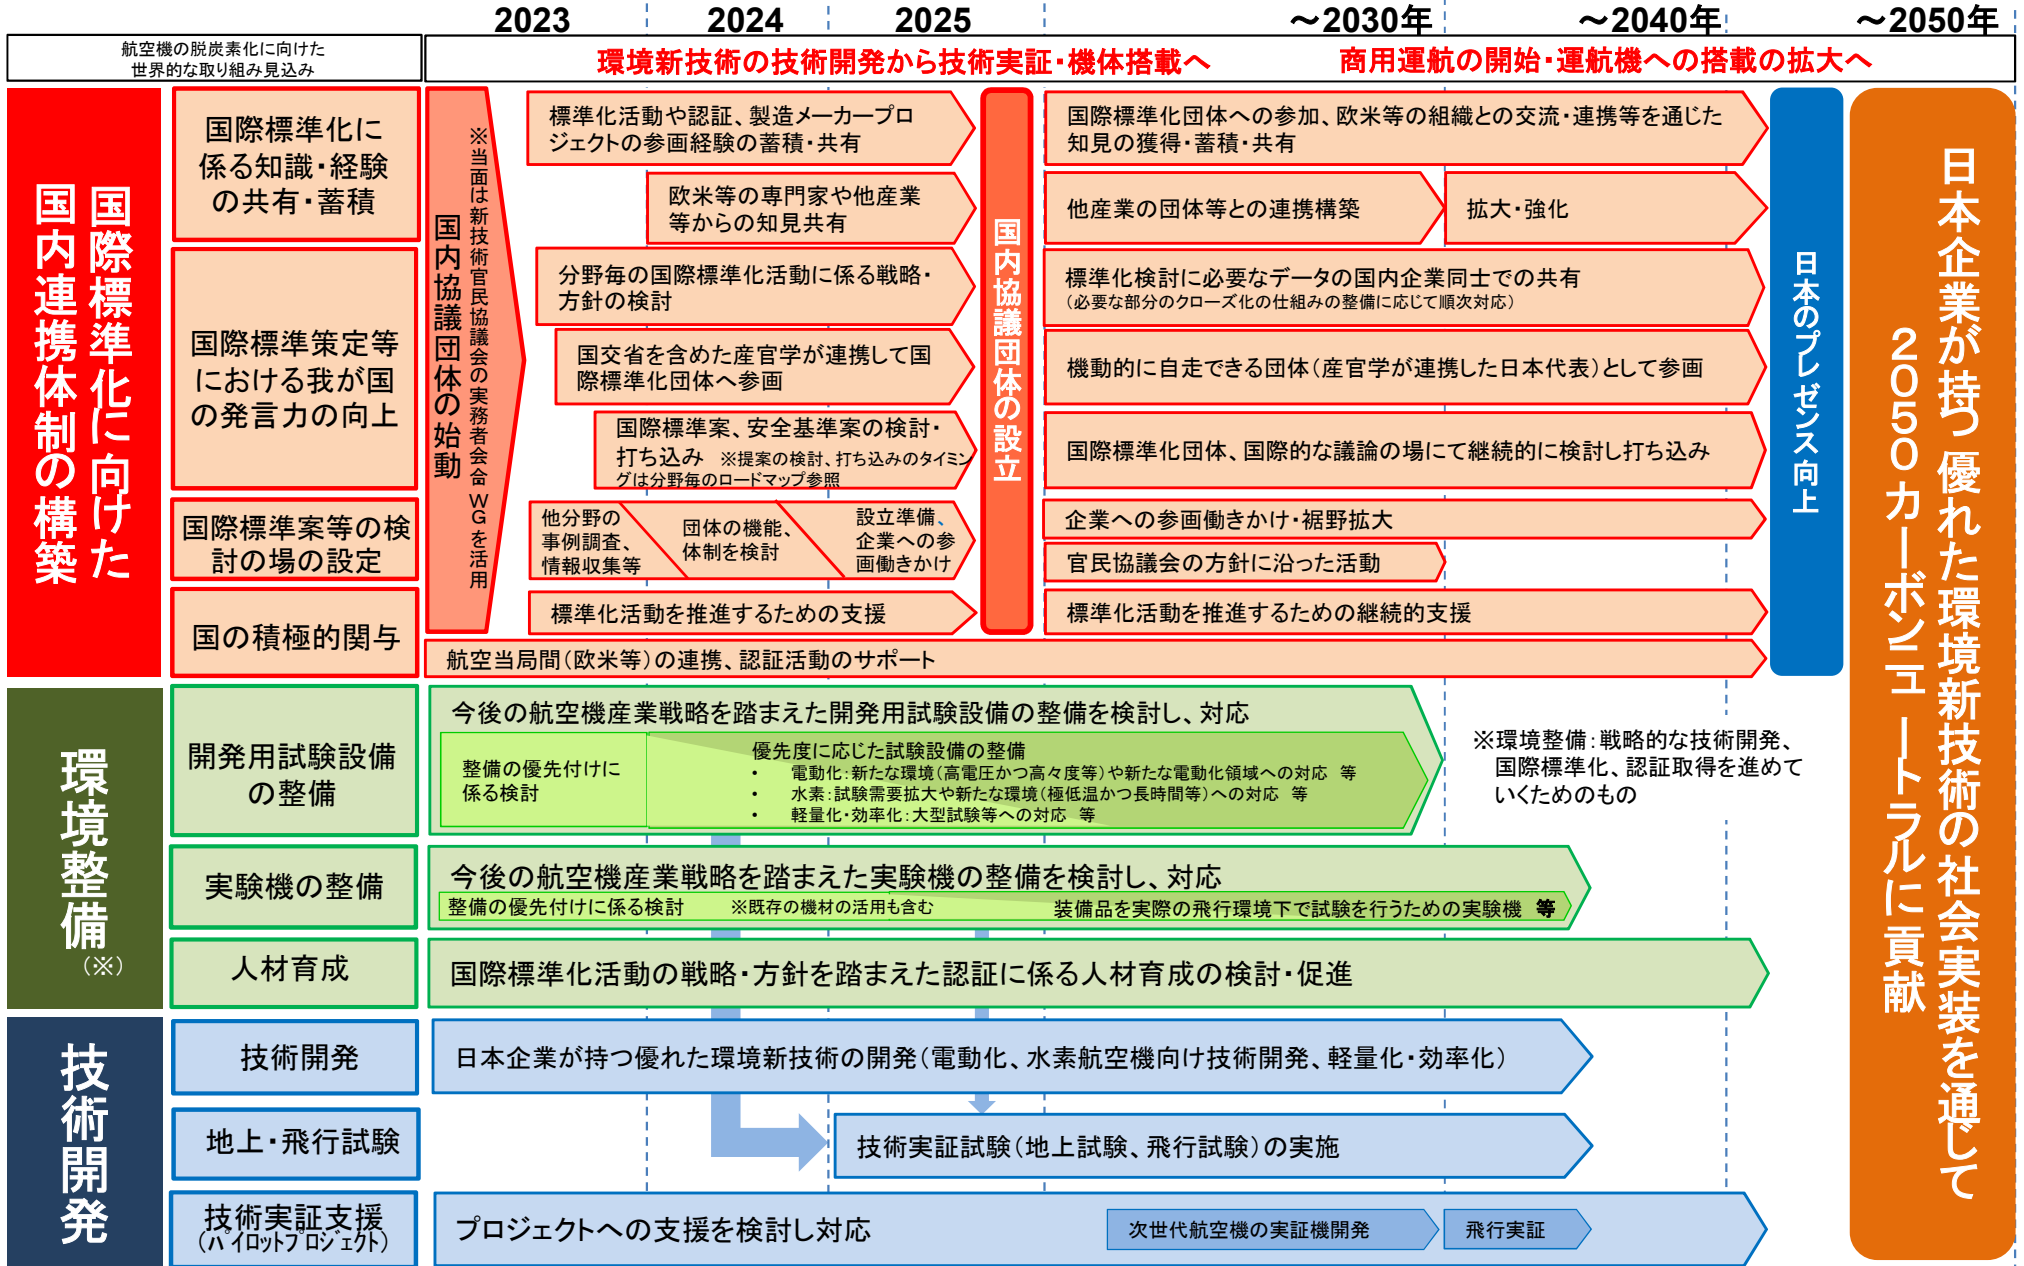 2023
2024
2025
～2030年
～2040年
～2050年
航空機の脱炭素化に向けた
世界的な取り組み見込み
環境新技術の技術開発から技術実証・機体搭載へ
商用運航の開始・運航機への搭載の拡大へ
国際標準化に向けた
国内連携体制の構築
国際標準化に
係る知識・経験
の共有・蓄積
国際標準策定等
における我が国
の発言力の向上
国際標準案等の検
討の場の設定
国の積極的関与
国内協議団体の始動
※当面は新技術官民協議会の実務者会合WGを活用
標準化活動や認証、製造メーカープロ
ジェクトの参画経験の蓄積・共有
欧米等の専門家や他産業
等からの知見共有
分野毎の国際標準化活動に係る戦略・
方針の検討
国交省を含めた産官学が連携して国
際標準化団体へ参画
国際標準案、安全基準案の検討・
打ち込み ※提案の検討、打ち込みのタイミン
グは分野毎のロードマップ参照
他分野の
事例調査、
情報収集等
団体の機能、
体制を検討
設立準備、
企業への参
画働きかけ
標準化活動を推進するための支援
国内協議団体の設立
国際標準化団体への参加、欧米等の組織との交流・連携等を通じた
知見の獲得・蓄積・共有
他産業の団体等との連携構築
拡大・強化
標準化検討に必要なデータの国内企業同士での共有
（必要な部分のクローズ化の仕組みの整備に応じて順次対応）
機動的に自走できる団体（産官学が連携した日本代表）として参画
国際標準化団体、国際的な議論の場にて継続的に検討し打ち込み
企業への参画働きかけ・裾野拡大
官民協議会の方針に沿った活動
標準化活動を推進するための継続的支援
航空当局間（欧米等）の連携、認証活動のサポート
日本のプレゼンス向上
日本企業が持つ優れた環境新技術の社会実装を通じて
２０５０カーボンニュートラルに貢献
環境整備
（※）
開発用試験設備
の整備
今後の航空機産業戦略を踏まえた開発用試験設備の整備を検討し、対応
整備の優先付けに
係る検討
優先度に応じた試験設備の整備
・ 電動化：新たな環境（高電圧かつ高々度等）や新たな電動化領域への対応 等
・ 水素：試験需要拡大や新たな環境（極低温かつ長時間等）への対応 等
・ 軽量化・効率化：大型試験等への対応 等
※環境整備：戦略的な技術開発、
国際標準化、認証取得を進めて
いくためのもの
実験機の整備
今後の航空機産業戦略を踏まえた実験機の整備を検討し、対応
整備の優先付けに係る検討 ※既存の機材の活用も含む 装備品を実際の飛行環境下で試験を行うための実験機 等
人材育成
国際標準化活動の戦略・方針を踏まえた認証に係る人材育成の検討・促進
技術開発
技術開発
日本企業が持つ優れた環境新技術の開発（電動化、水素航空機向け技術開発、軽量化・効率化）
地上・飛行試験
技術実証試験（地上試験、飛行試験）の実施
技術実証支援
（パイロットプロジェクト）
プロジェクトへの支援を検討し対応
次世代航空機の実証機開発
飛行実証